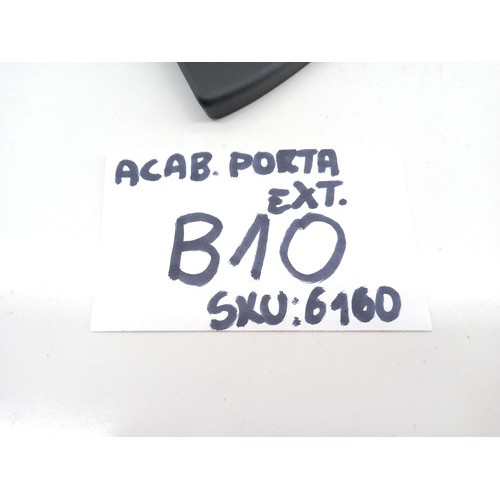 ACAB. PORTA
EXT.
B10
SKU: 6160